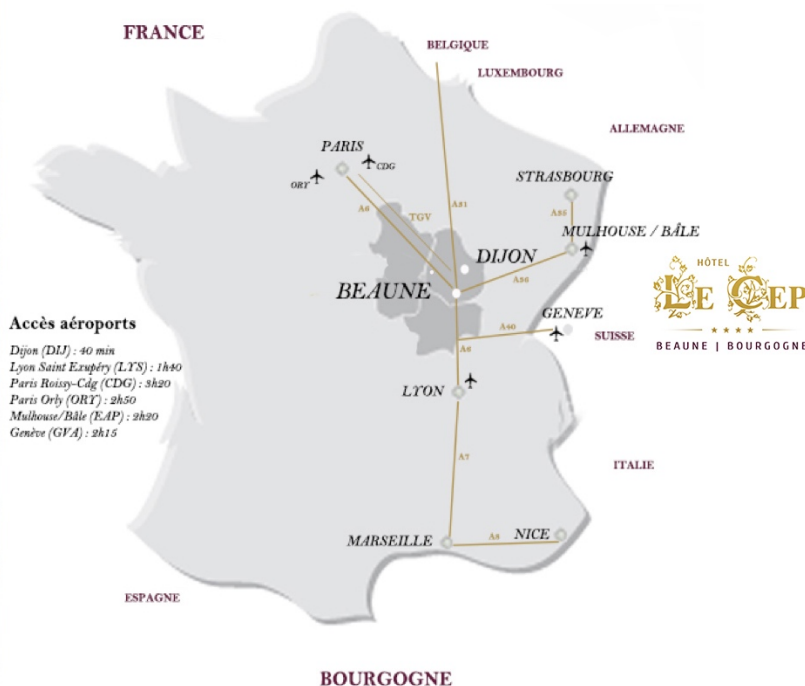 FRANCE
BELGIQUE
LUXEMBOURG
ALLEMAGNE
PARIS
CDG
ORY
STRASBOURG
A6
TGV
A31
A35
MULHOUSE / BÂLE
DIJON
A36
BEAUNE
HÔTEL
LE CEP
BEAUNE | BOURGOGNE
GENEVE
A40
SUISSE
A6
Accès aéroports
Dijon (DIJ) : 40 min
Lyon Saint Exupéry (LYS) : 1h40
Paris Roissy-Cdg (CDG) : 3h20
Paris Orly (ORY) : 2h50
Mulhouse/Bâle (EAP) : 2h20
Genève (GVA) : 2h15
LYON
A7
ITALIE
MARSEILLE
A8
NICE
ESPAGNE
BOURGOGNE